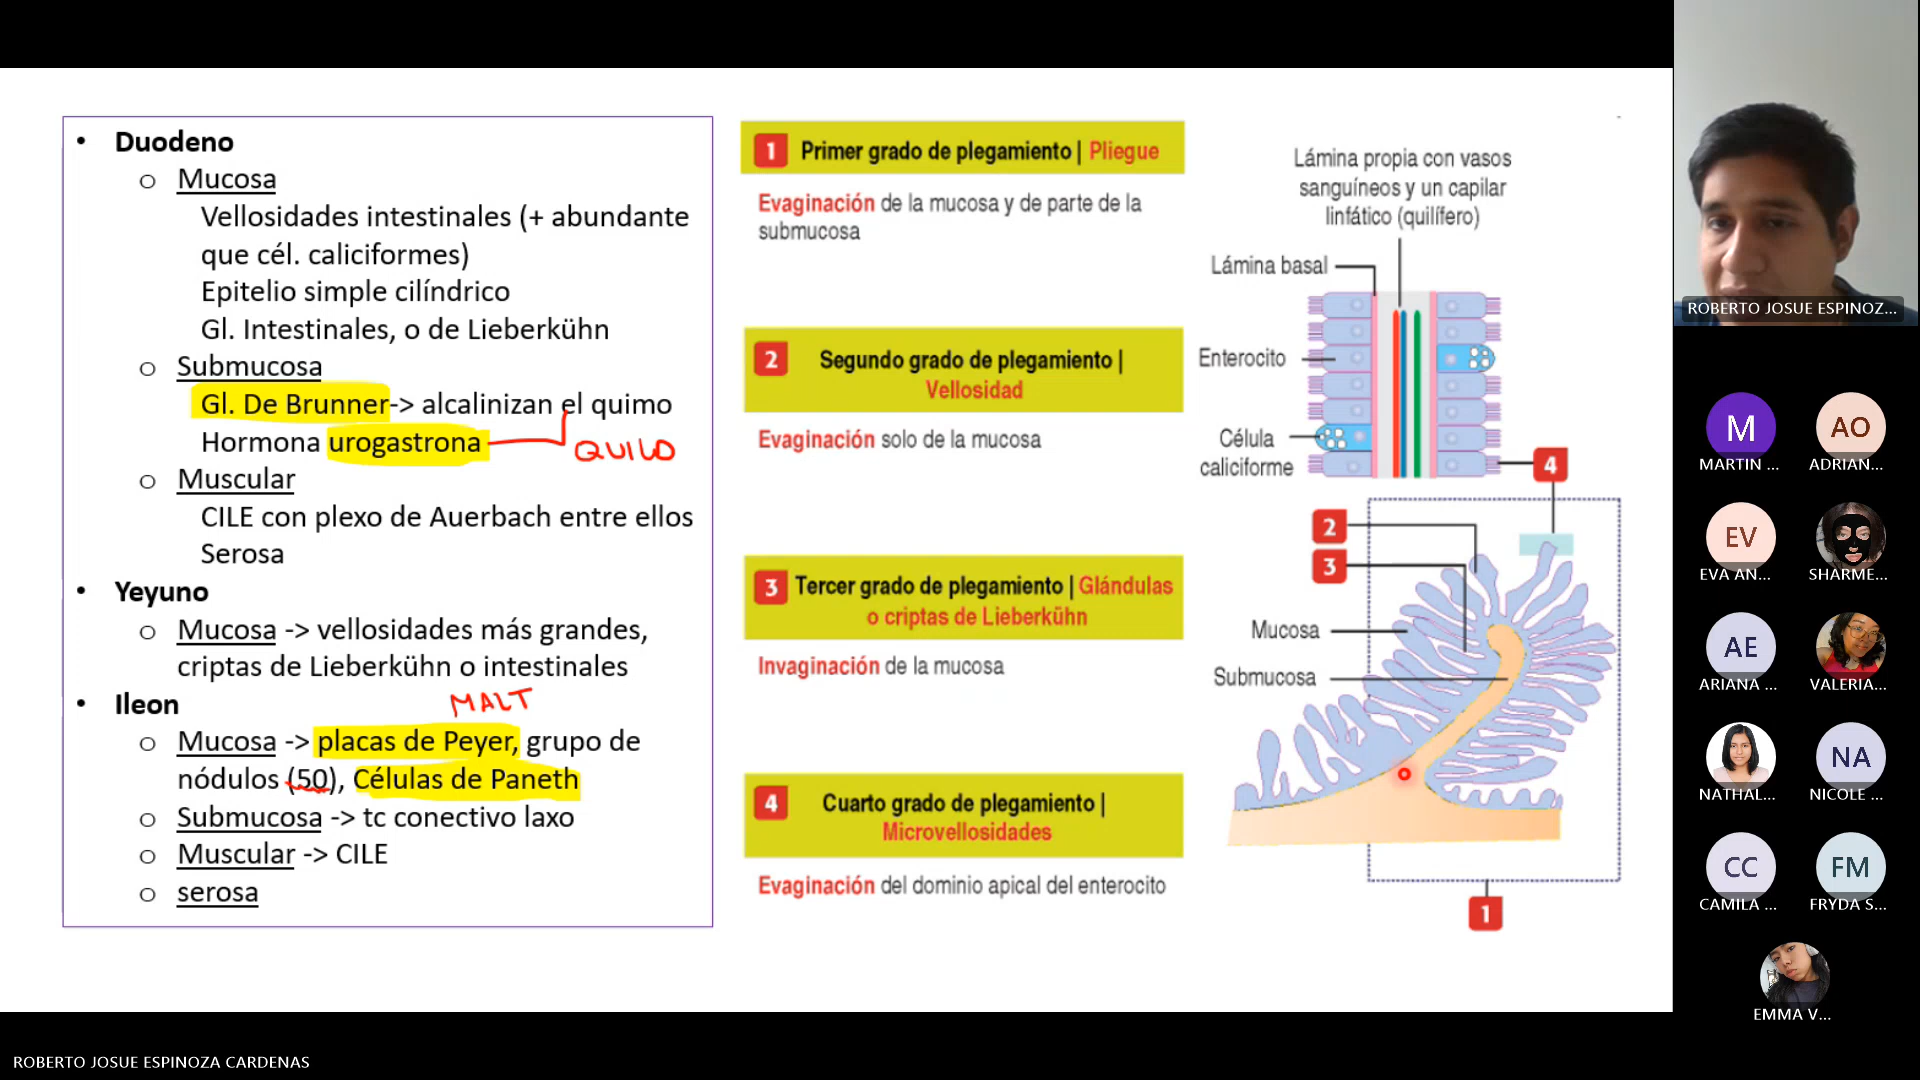 • Duodeno
o Mucosa
Vellosidades intestinales (+ abundante
que cél. caliciformes)
Epitelio simple cilíndrico
Gl. Intestinales, o de Lieberkühn
o Submucosa
Gl. De Brunner-> alcalinizan el quimo
Hormona urogastrona
QUILO
o Muscular
CILE con plexo de Auerbach entre ellos
Serosa
• Yeyuno
o Mucosa -> vellosidades más grandes,
criptas de Lieberkühn o intestinales
• Ileon
MALT
o Mucosa -> placas de Peyer, grupo de
nódulos (50), Células de Paneth
o Submucosa -> tc conectivo laxo
o Muscular -> CILE
o serosa
1 Primer grado de plegamiento | Pliegue
Evaginación de la mucosa y de parte de la
submucosa
2 Segundo grado de plegamiento |
Vellosidad
Evaginación solo de la mucosa
3 Tercer grado de plegamiento | Glándulas
o criptas de Lieberkühn
Invaginación de la mucosa
4 Cuarto grado de plegamiento |
Microvellosidades
Evaginación del dominio apical del enterocito
Lámina propia con vasos
sanguíneos y un capilar
linfático (quilífero)
Lámina basal
Enterocito
Célula
caliciforme
4
2
3
Mucosa
Submucosa
1
ROBERTO JOSUE ESPINOZ...
M
MARTIN ...
AO
ADRIAN...
EV
EVA AN...
SHARME...
AE
ARIANA ...
VALERIA...
NATHAL...
NA
NICOLE ...
CC
CAMILA ...
FM
FRYDA S...
EMMA V...
ROBERTO JOSUE ESPINOZA CARDENAS